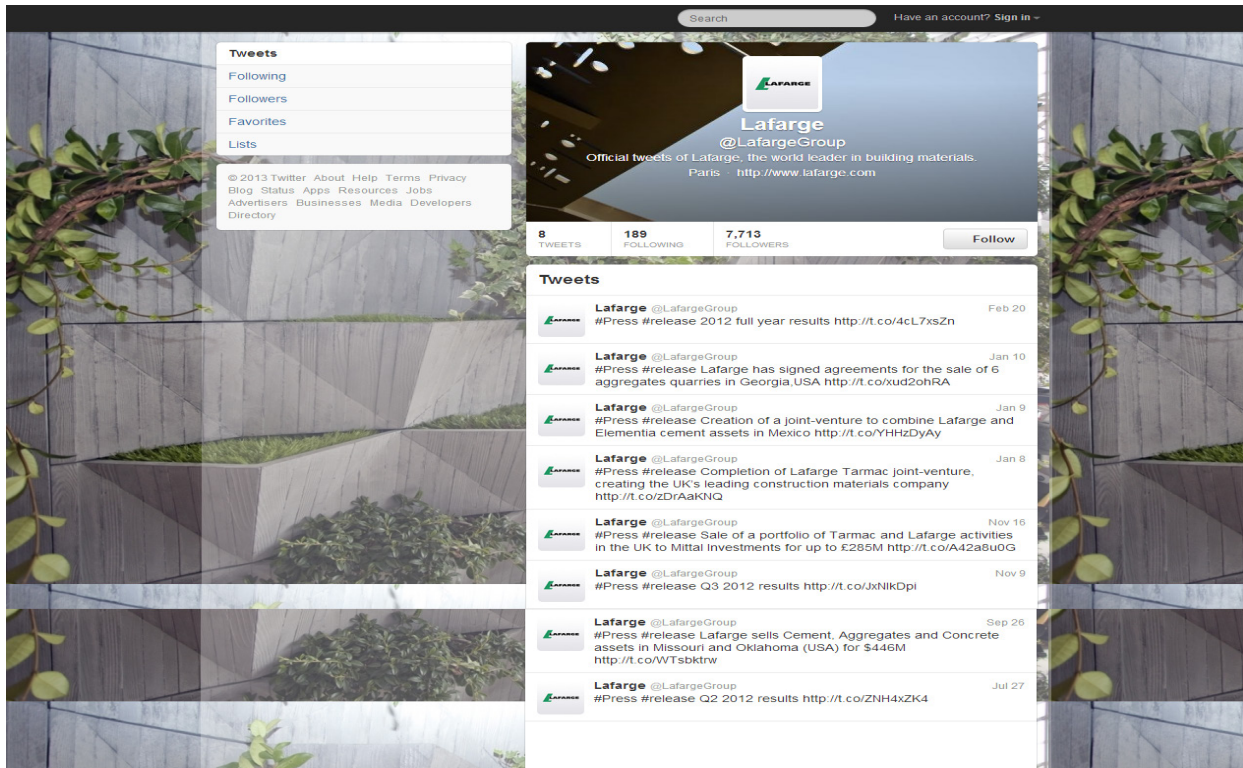 Search
Have an account? Sign in
Tweets
Following
Followers
Favorites
Lists
© 2013 Twitter About Help Terms Privacy
Blog Status Apps Resources Jobs
Advertisers Businesses Media Developers
Directory
LAFARGE
Lafarge
@LafargeGroup
Official tweets of Lafarge, the world leader in building materials.
Paris · http://www.lafarge.com
8 TWEETS
189 FOLLOWING
7,713 FOLLOWERS
Follow
Tweets
LAFARGE
Lafarge @LafargeGroup Feb 20
#Press #release 2012 full year results http://t.co/4cL7xsZn
LAFARGE
Lafarge @LafargeGroup Jan 10
#Press #release Lafarge has signed agreements for the sale of 6
aggregates quarries in Georgia,USA http://t.co/xud2ohRA
LAFARGE
Lafarge @LafargeGroup Jan 9
#Press #release Creation of a joint-venture to combine Lafarge and
Elementia cement assets in Mexico http://t.co/YHHzDyAy
LAFARGE
Lafarge @LafargeGroup Jan 8
#Press #release Completion of Lafarge Tarmac joint-venture,
creating the UK's leading construction materials company
http://t.co/zDrAaKNQ
LAFARGE
Lafarge @LafargeGroup Nov 16
#Press #release Sale of a portfolio of Tarmac and Lafarge activities
in the UK to Mittal Investments for up to £285M http://t.co/A42a8u0G
LAFARGE
Lafarge @LafargeGroup Nov 9
#Press #release Q3 2012 results http://t.co/JxNlkDpi
LAFARGE
Lafarge @LafargeGroup Sep 26
#Press #release Lafarge sells Cement, Aggregates and Concrete
assets in Missouri and Oklahoma (USA) for $446M
http://t.co/WTsbktrw
LAFARGE
Lafarge @LafargeGroup Jul 27
#Press #release Q2 2012 results http://t.co/ZNH4xZK4